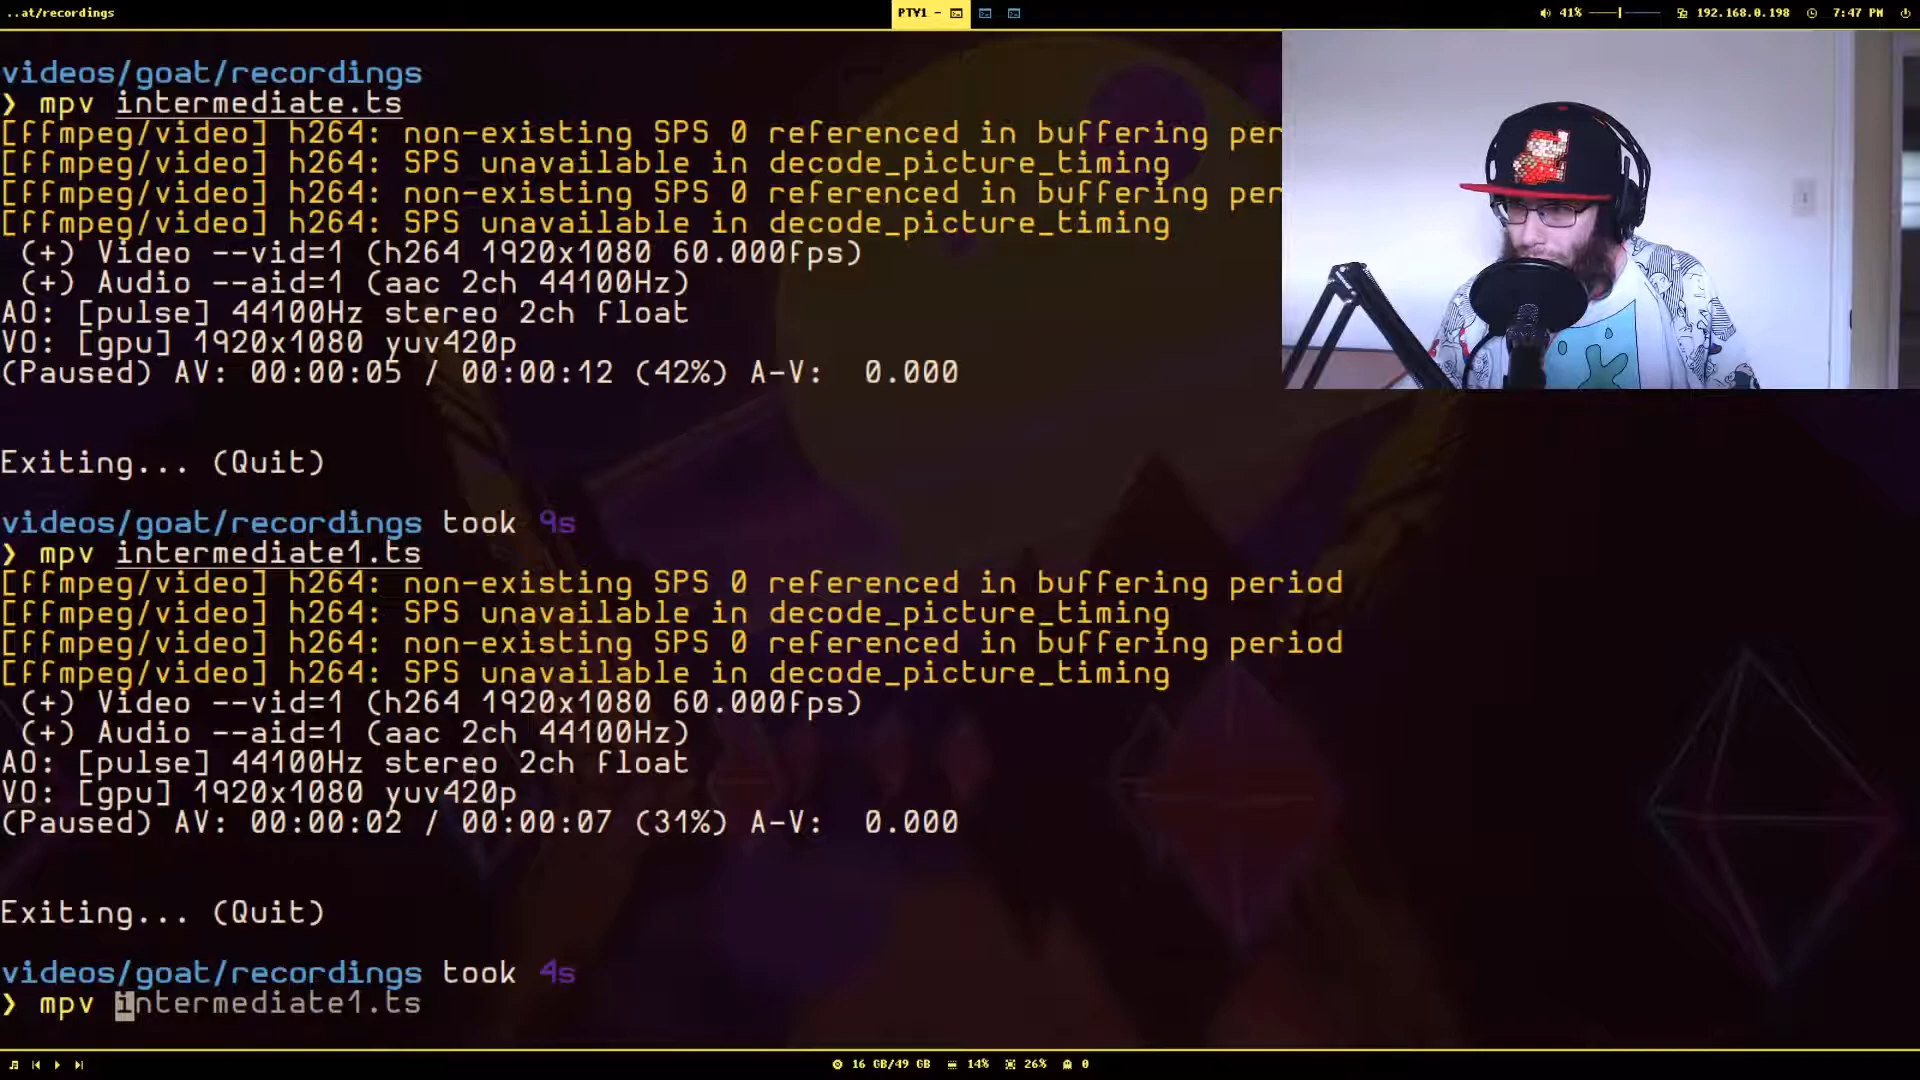 ..at/recordings
PTY1 -
41%
192.168.0.198
7:47 PM
videos/goat/recordings
❯ mpv intermediate.ts
[ffmpeg/video] h264: non-existing SPS 0 referenced in buffering per
[ffmpeg/video] h264: SPS unavailable in decode_picture_timing
[ffmpeg/video] h264: non-existing SPS 0 referenced in buffering per
[ffmpeg/video] h264: SPS unavailable in decode_picture_timing
(+) Video --vid=1 (h264 1920x1080 60.000fps)
(+) Audio --aid=1 (aac 2ch 44100Hz)
AO: [pulse] 44100Hz stereo 2ch float
VO: [gpu] 1920x1080 yuv420p
(Paused) AV: 00:00:05 / 00:00:12 (42%) A-V: 0.000
Exiting... (Quit)
videos/goat/recordings took 9s
❯ mpv intermediate1.ts
[ffmpeg/video] h264: non-existing SPS 0 referenced in buffering period
[ffmpeg/video] h264: SPS unavailable in decode_picture_timing
[ffmpeg/video] h264: non-existing SPS 0 referenced in buffering period
[ffmpeg/video] h264: SPS unavailable in decode_picture_timing
(+) Video --vid=1 (h264 1920x1080 60.000fps)
(+) Audio --aid=1 (aac 2ch 44100Hz)
AO: [pulse] 44100Hz stereo 2ch float
VO: [gpu] 1920x1080 yuv420p
(Paused) AV: 00:00:02 / 00:00:07 (31%) A-V: 0.000
Exiting... (Quit)
videos/goat/recordings took 4s
❯ mpv intermediate1.ts
16 GB/49 GB
14%
26%
0